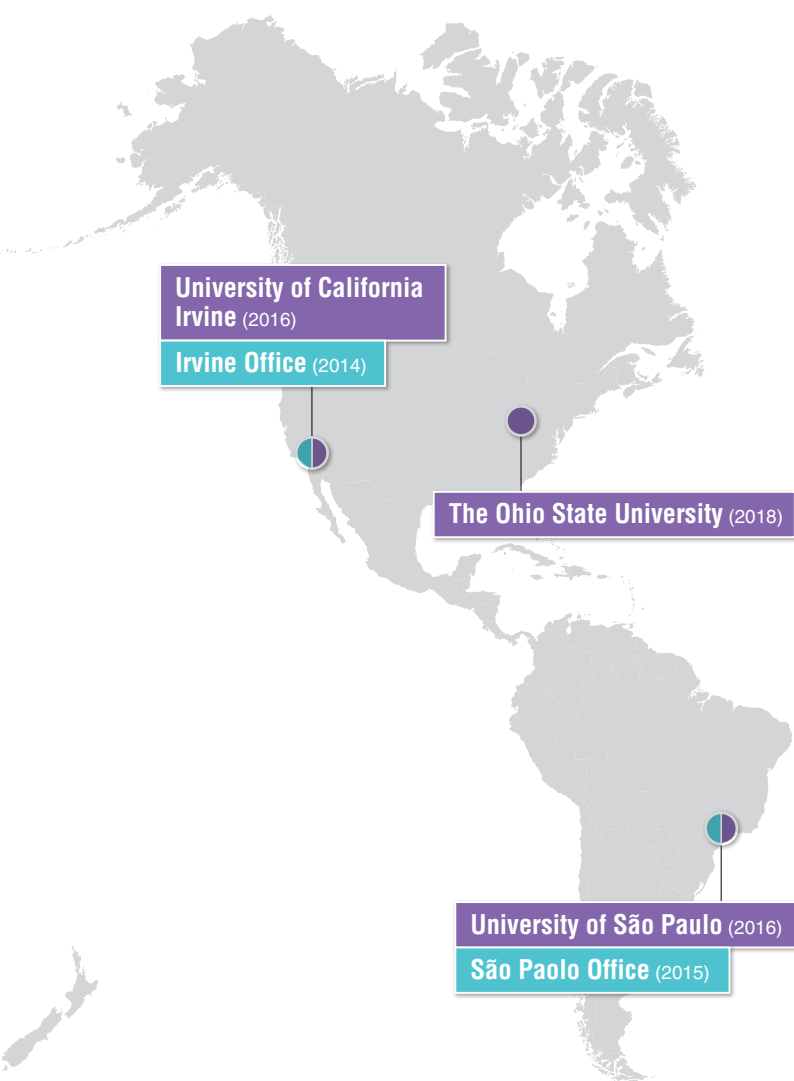 University of California
Irvine (2016)
Irvine Office (2014)
The Ohio State University (2018)
University of São Paulo (2016)
São Paolo Office (2015)